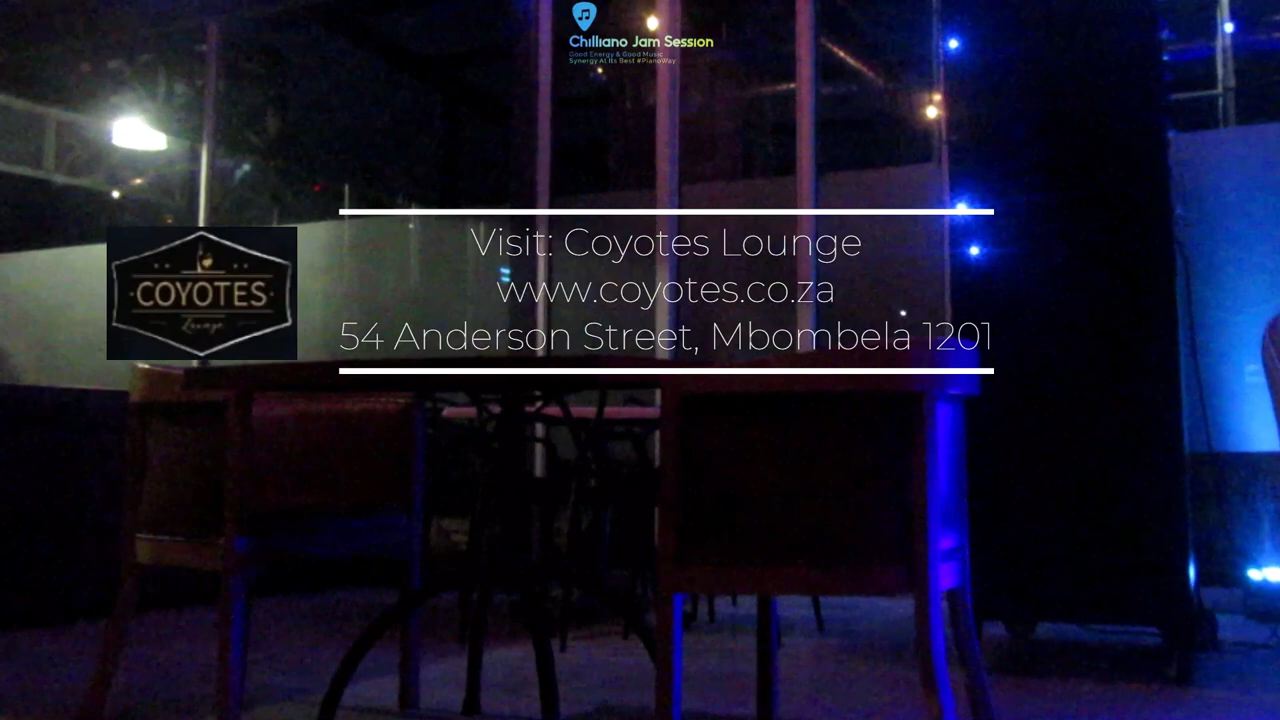 Chilliano Jam Session
Good Energy & Good Music
Synergy At Its Best #PianoWay
Visit: Coyotes Lounge
www.coyotes.co.za
54 Anderson Street, Mbombela 1201
COYOTES
Lounge